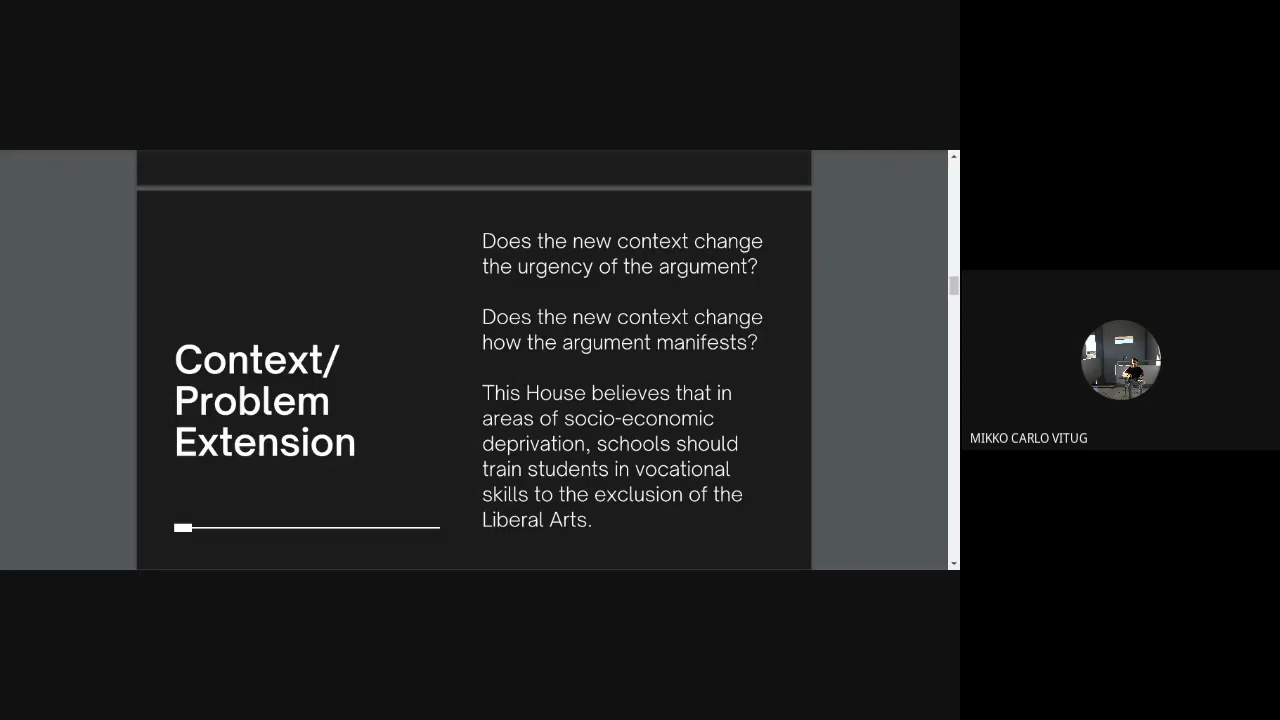 Context/
Problem
Extension
Does the new context change
the urgency of the argument?
Does the new context change
how the argument manifests?
This House believes that in
areas of socio-economic
deprivation, schools should
train students in vocational
skills to the exclusion of the
Liberal Arts.
MIKKO CARLO VITUG